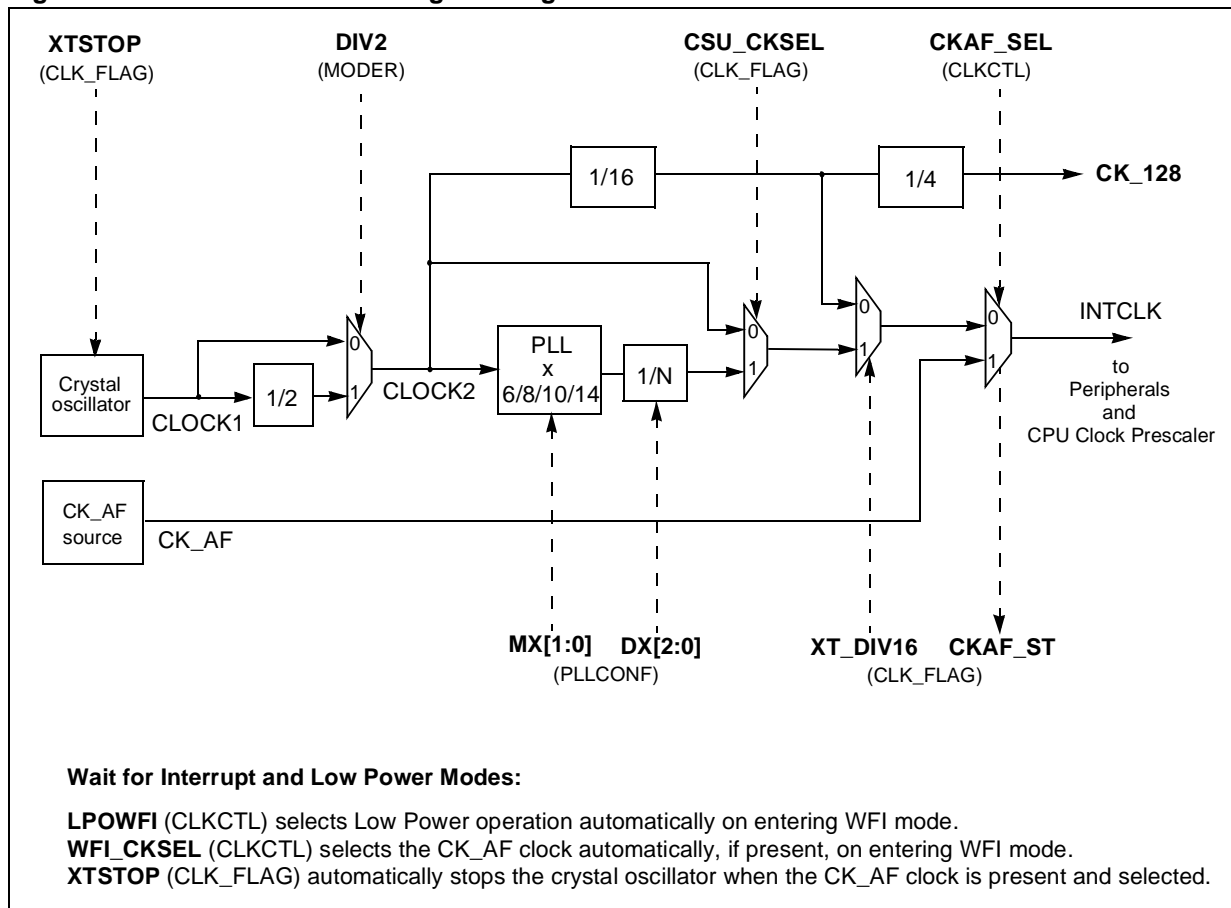 XTSTOP
(CLK_FLAG)
DIV2
(MODER)
CSU_CKSEL
(CLK_FLAG)
CKAF_SEL
(CLKCTL)
1/16
1/4
CK_128
Crystal
oscillator
CLOCK1
1/2
0
1
CLOCK2
PLL
x
6/8/10/14
1/N
0
1
0
1
0
1
INTCLK
to
Peripherals
and
CPU Clock Prescaler
CK_AF
source
CK_AF
MX[1:0]
DX[2:0]
(PLLCONF)
XT_DIV16
CKAF_ST
(CLK_FLAG)
Wait for Interrupt and Low Power Modes:
LPOWFI (CLKCTL) selects Low Power operation automatically on entering WFI mode.
WFI_CKSEL (CLKCTL) selects the CK_AF clock automatically, if present, on entering WFI mode.
XTSTOP (CLK_FLAG) automatically stops the crystal oscillator when the CK_AF clock is present and selected.